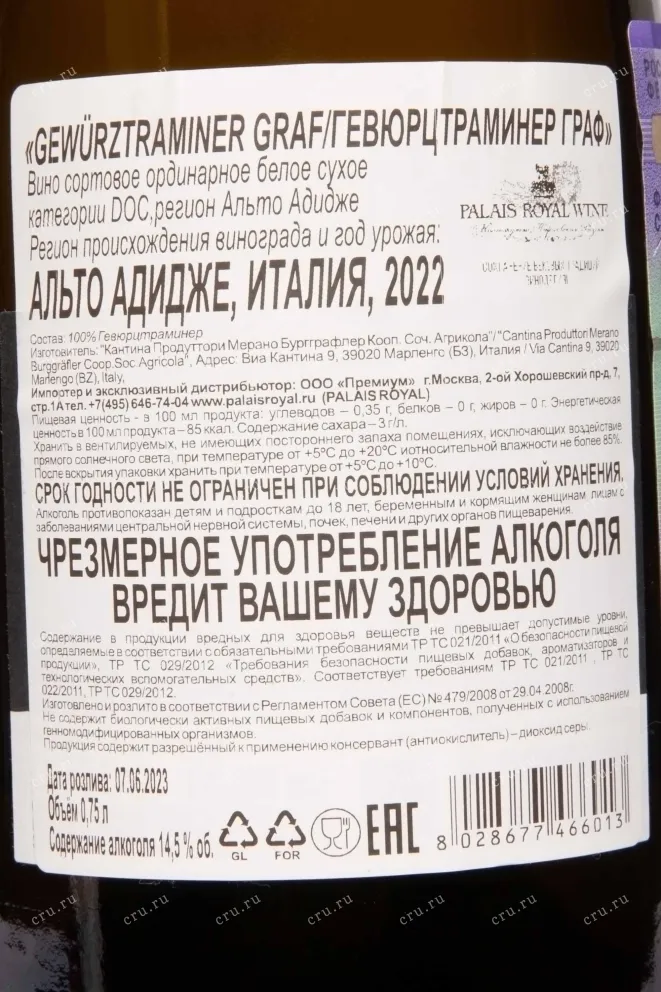 «GEWÜRZTRAMINER GRAF/ГЕВЮРЦТРАМИНЕР ГРАФ»
Вино сортовое ординарное белое сухое
категории DOC,регион Альто Адидже
PALAIS ROYAL WINE
Регион происхождения винограда и год урожая:
АЛЬТО АДИДЖЕ, ИТАЛИЯ, 2022
Состав: 100% Гевюрцтраминер
Изготовитель: "Кантина Продуттори Мерано Бургграфлер Кооп. Соч. Агрикола"/ "Cantina Produttori Merano
Burggräfler Coop.Soc.Agricola", Адрес: Виа Кантина 9, 39020 Марленго (БЗ), Италия / Via Cantina 9, 39020
Marlengo (BZ), Italy,
Импортер и эксклюзивный дистрибьютор: ООО «Премиум» г.Москва, 2-ой Хорошевский пр-д, 7,
стр.1А тел. +7(495) 646-74-04 www.palaisroyal.ru (PALAIS ROYAL)
Пищевая ценность - в 100 мл продукта: углеводов – 0,35 г, белков – 0 г, жиров – 0 г. Энергетическая
ценность в 100 мл продукта – 85 ккал. Содержание сахара – 3 г/л.
Хранить в вентилируемых, не имеющих постороннего запаха помещениях, исключающих воздействие
прямого солнечного света, при температуре от +5°С до +20°С и относительной влажности не более 85%.
После вскрытия упаковки хранить при температуре от +5°С до +10°С.
СРОК ГОДНОСТИ НЕ ОГРАНИЧЕН ПРИ СОБЛЮДЕНИИ УСЛОВИЙ ХРАНЕНИЯ.
Алкоголь противопоказан детям и подросткам до 18 лет, беременным и кормящим женщинам, лицам с
заболеваниями центральной нервной системы, почек, печени и других органов пищеварения.
ЧРЕЗМЕРНОЕ УПОТРЕБЛЕНИЕ АЛКОГОЛЯ
ВРЕДИТ ВАШЕМУ ЗДОРОВЬЮ
Содержание в продукции вредных для здоровья веществ не превышает допустимые уровни,
определяемые в соответствии с обязательными требованиями ТР ТС 021/2011 «О безопасности пищевой
продукции», ТР ТС 029/2012 «Требования безопасности пищевых добавок, ароматизаторов и
технологических вспомогательных средств». Соответствует требованиям ТР ТС 021/2011 , ТР ТС
022/2011, ТР ТС 029/2012.
Изготовлено и розлито в соответствии с Регламентом Совета (ЕС) № 479/2008 от 29.04.2008г.
Не содержит биологически активных пищевых добавок и компонентов, полученных с использованием
генномодифицированных организмов.
Продукция содержит разрешённый к применению консервант (антиокислитель) – диоксид серы.
Дата розлива: 07.06.2023
Объём 0,75 л
Содержание алкоголя 14,5 % об.
GL
FOR
EAC
8 028677 466013
cru.ru
cru.ru
cru.ru
cru.ru
cru.ru